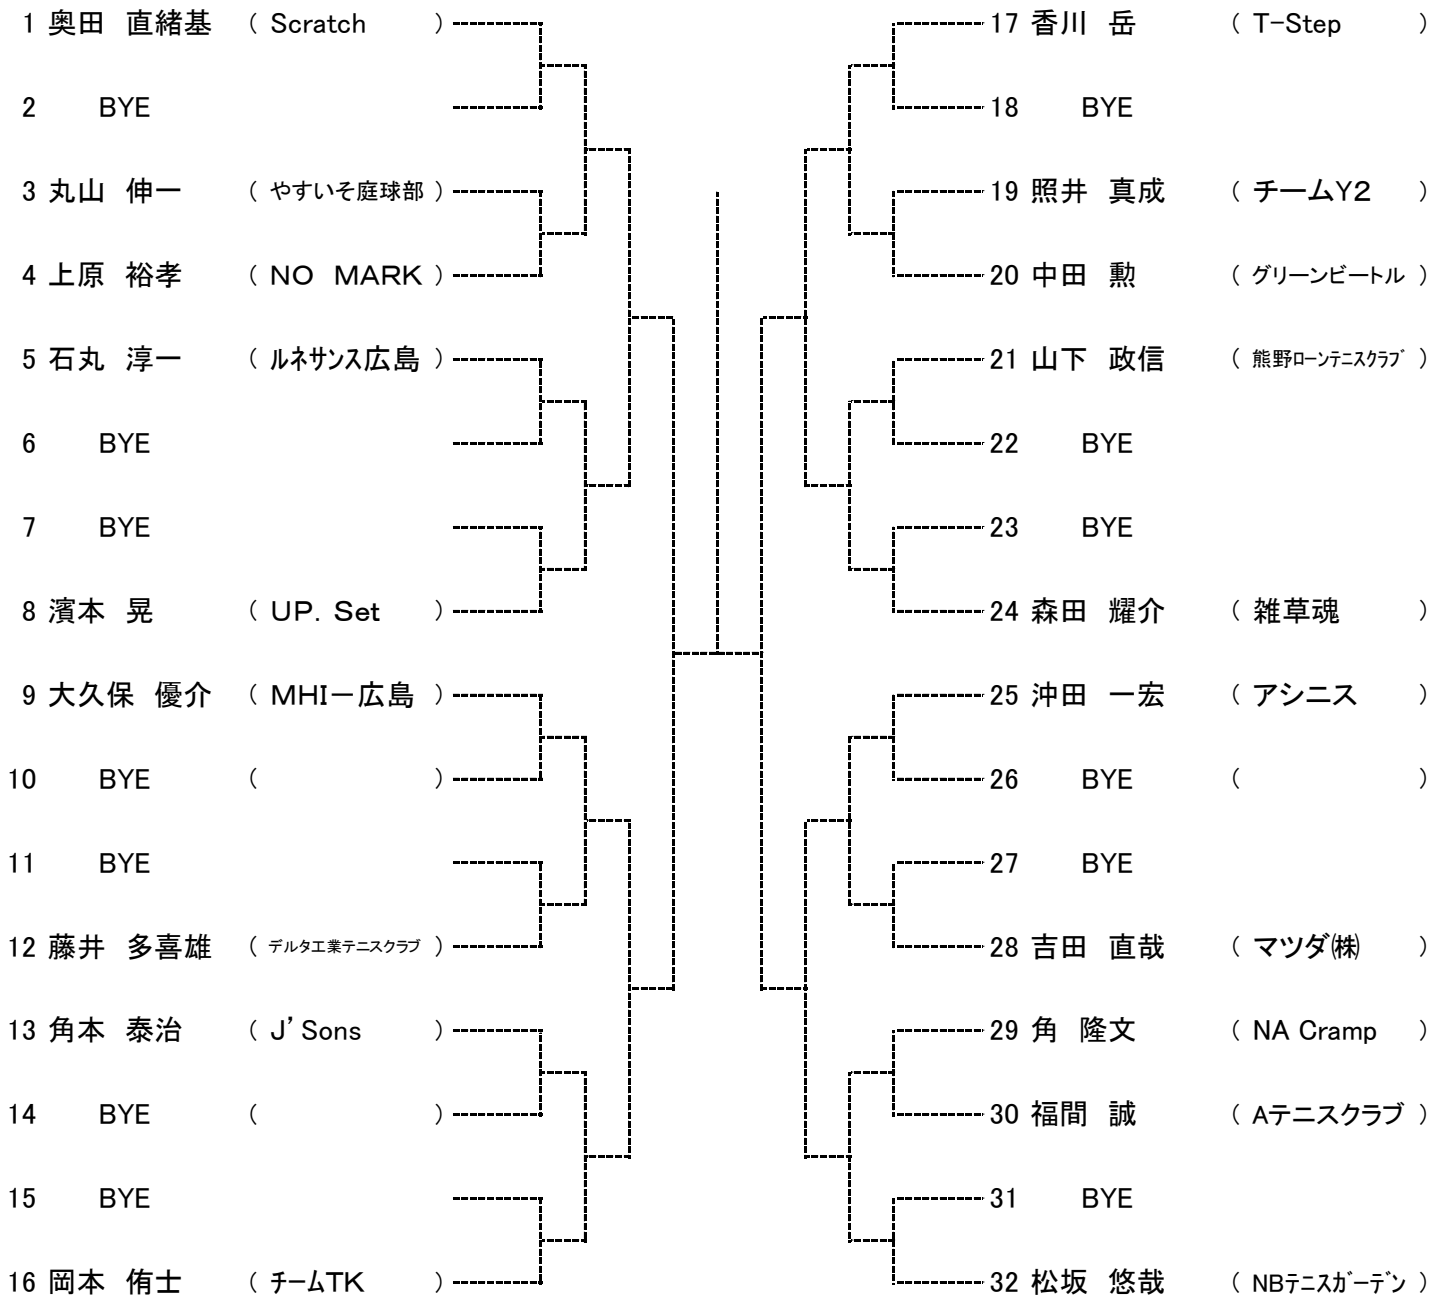 1 奥田 直緒基 ( Scratch )
2 BYE
3 丸山 伸一 ( やすいそ庭球部 )
4 上原 裕孝 ( NO MARK )
5 石丸 淳一 ( ﾙﾈｻﾝｽ広島 )
6 BYE
7 BYE
8 濱本 晃 ( UP. Set )
9 大久保 優介 ( MHI－広島 )
10 BYE ( )
11 BYE
12 藤井 多喜雄 ( デルタ工業テニスクラブ )
13 角本 泰治 ( J’Sons )
14 BYE ( )
15 BYE
16 岡本 侑士 ( ﾁｰﾑTK )
17 香川 岳 ( T-Step )
18 BYE
19 照井 真成 ( チームY2 )
20 中田 勲 ( グリーンビートル )
21 山下 政信 ( 熊野ﾛｰﾝﾃﾆｽｸﾗﾌﾞ )
22 BYE
23 BYE
24 森田 耀介 ( 雑草魂 )
25 沖田 一宏 ( アシニス )
26 BYE ( )
27 BYE
28 吉田 直哉 ( マツダ㈱ )
29 角 隆文 ( NA Cramp )
30 福間 誠 ( Aテニスクラブ )
31 BYE
32 松坂 悠哉 ( NBﾃﾆｽｶﾞｰﾃﾞﾝ )